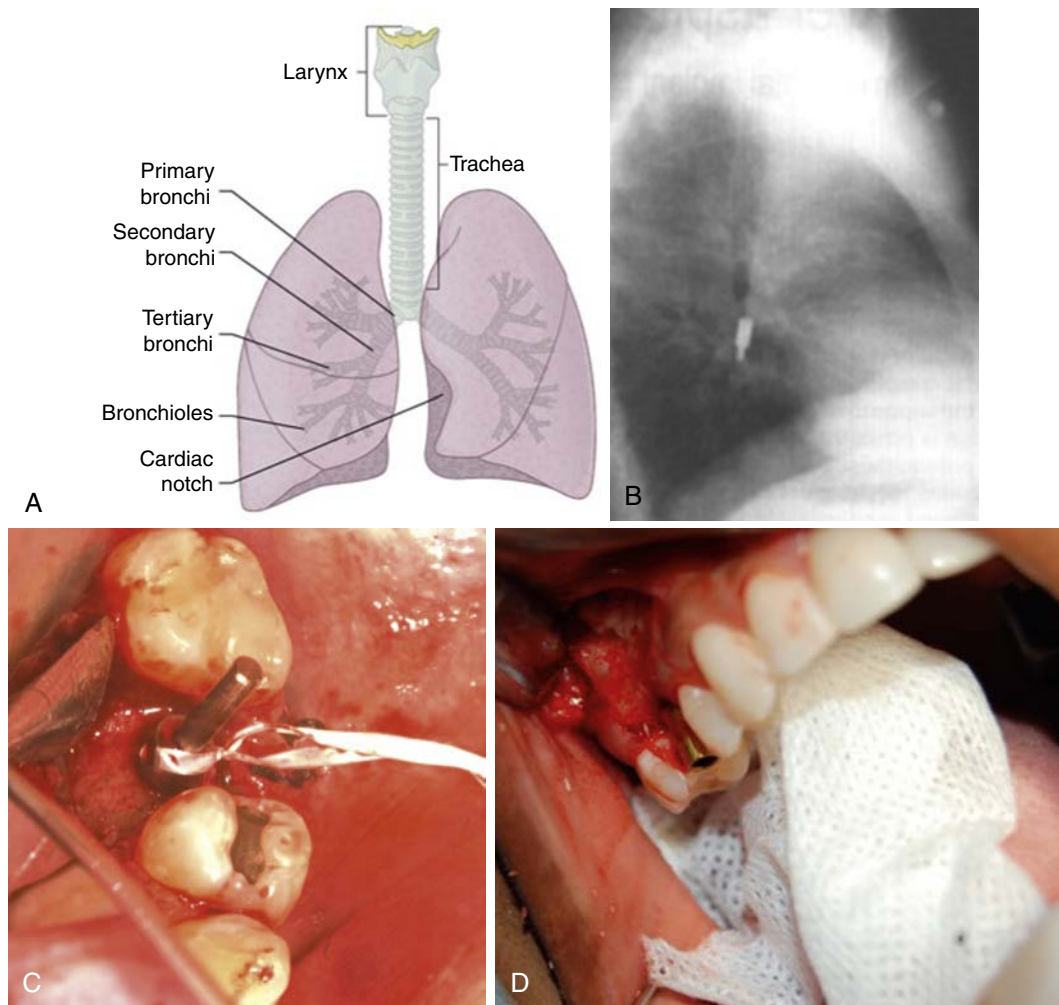 Larynx
Trachea
Primary
bronchi
Secondary
bronchi
Tertiary
bronchi
Bronchioles
Cardiac
notch
A
B
C
D